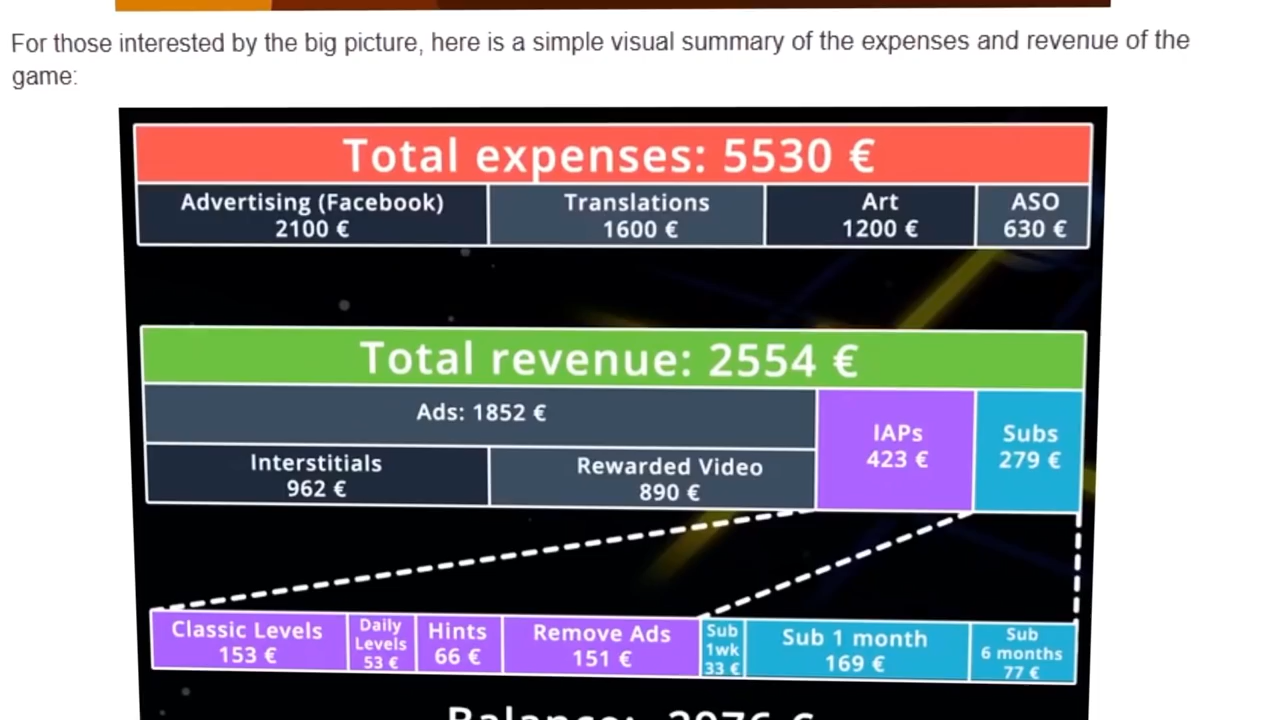 For those interested by the big picture, here is a simple visual summary of the expenses and revenue of the
game:
Total expenses: 5530 €
Advertising (Facebook)
2100 €
Translations
1600 €
Art
1200 €
ASO
630 €
Total revenue: 2554 €
Ads: 1852 €
Interstitials
962 €
Rewarded Video
890 €
IAPs
423 €
Subs
279 €
Classic Levels
153 €
Daily
Levels
53 €
Hints
66 €
Remove Ads
151 €
Sub
1wk
33 €
Sub 1 month
169 €
Sub
6 months
77 €
Balance: -2976 €